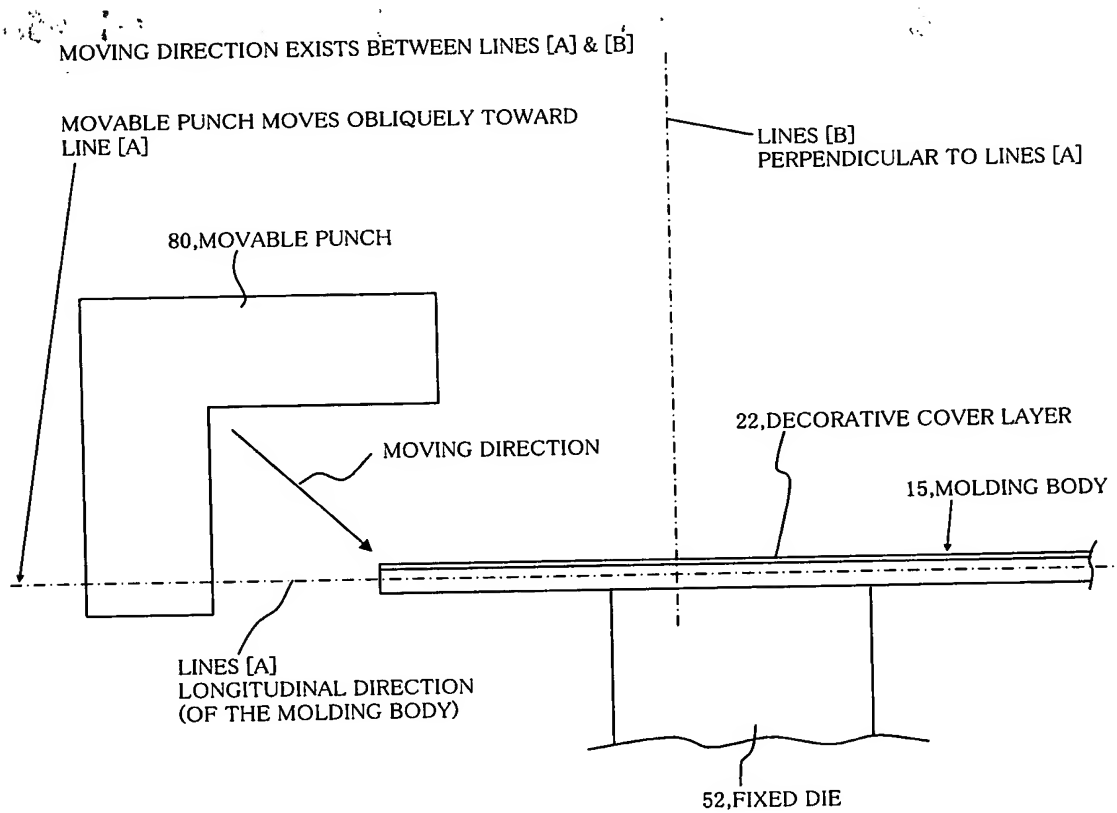 MOVING DIRECTION EXISTS BETWEEN LINES [A] & [B]
MOVABLE PUNCH MOVES OBLIQUELY TOWARD
LINE [A]
LINES [B]
PERPENDICULAR TO LINES [A]
80,MOVABLE PUNCH
22,DECORATIVE COVER LAYER
MOVING DIRECTION
15,MOLDING BODY
LINES [A]
LONGITUDINAL DIRECTION
(OF THE MOLDING BODY)
52,FIXED DIE